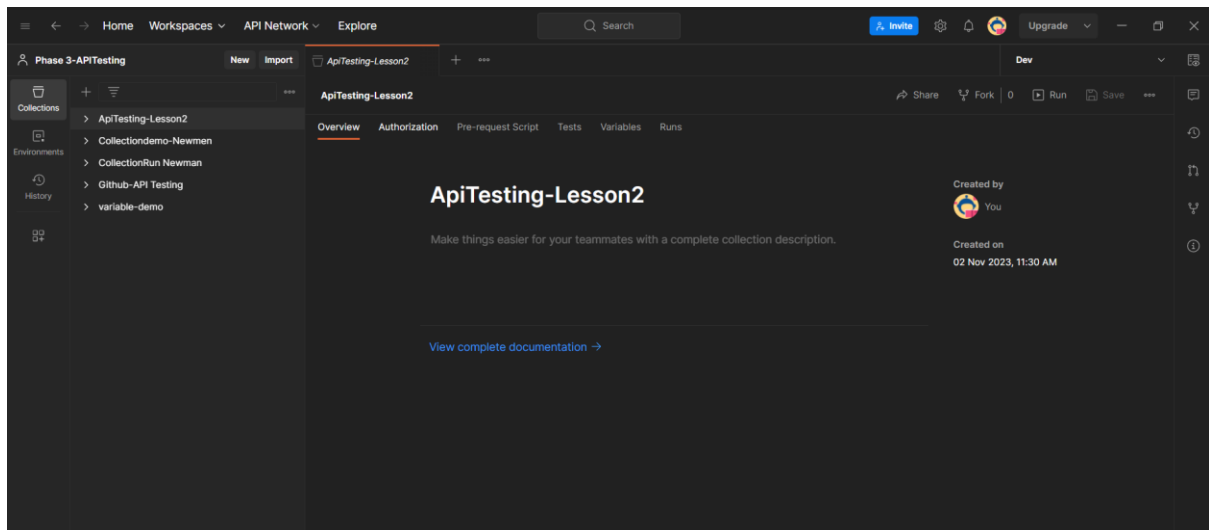 Home Workspaces API Network Explore Search Invite Upgrade
Phase 3-APITesting New Import ApiTesting-Lesson2 Dev
Collections
Environments
History
ApiTesting-Lesson2
Collectiondemo-Newmen
CollectionRun Newman
Github-API Testing
variable-demo
ApiTesting-Lesson2 Share Fork 0 Run Save
Overview Authorization Pre-request Script Tests Variables Runs
ApiTesting-Lesson2
Make things easier for your teammates with a complete collection description.
View complete documentation →
Created by
You
Created on
02 Nov 2023, 11:30 AM